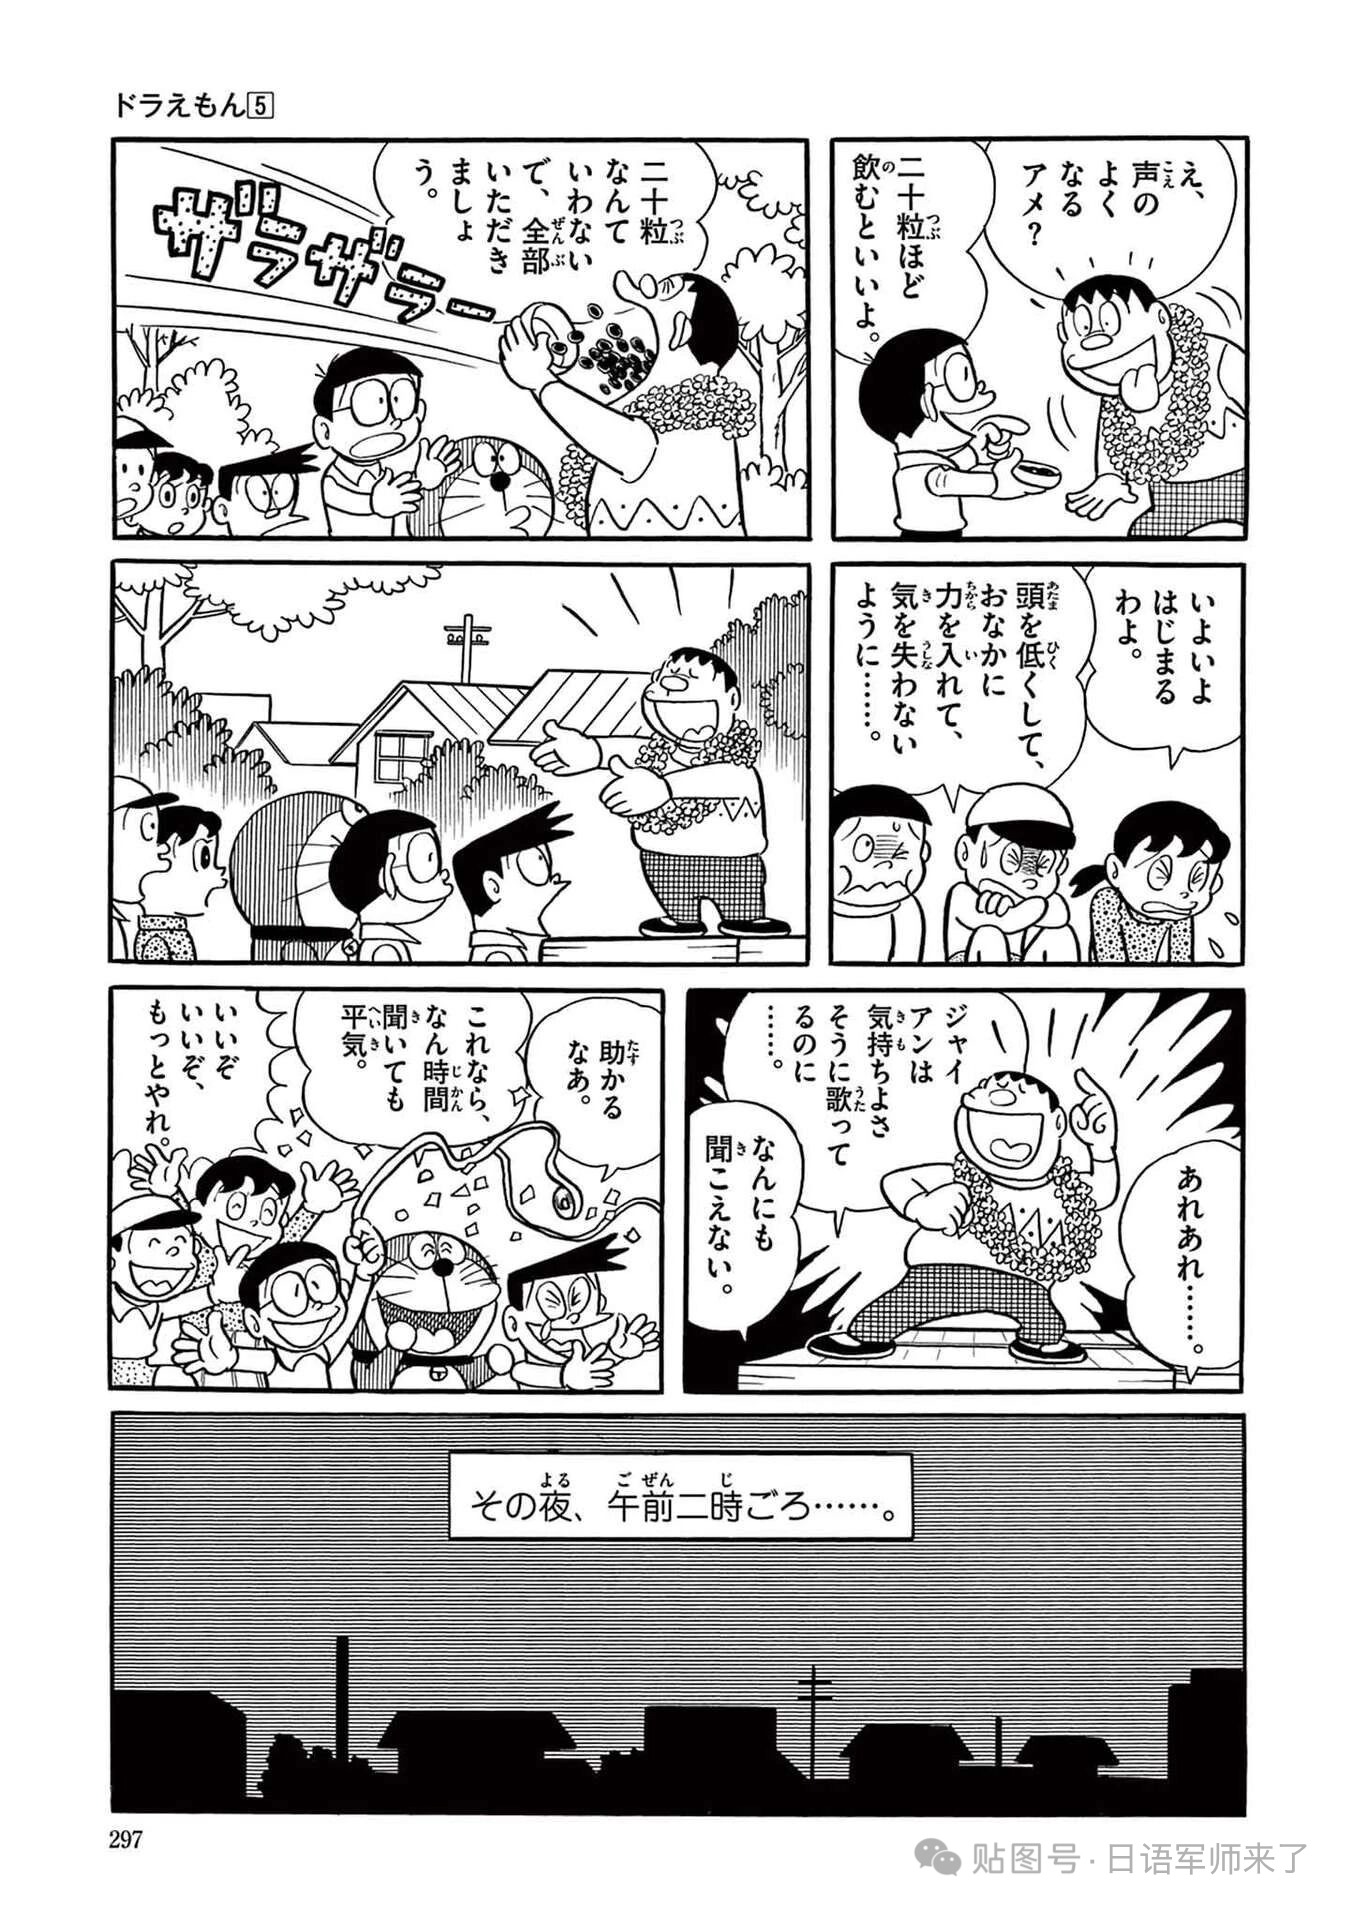 ドラえもん5
え、
声の
よく
なる
アメ?
二十粒ほど
飲むといいよ。
二十粒
なんて
いわない
で、全部
いただき
ましょ
う。
ザラザラー
いよいよ
はじまる
わよ。
頭を低くして、
おなかに
力を入れて、
気を失わない
ように……。
あれあれ……。
ジャイ
アンは
気持ちよさ
そうに歌って
るのに
……。
なんにも
聞こえない。
助かる
なあ。
これなら、
なん時間
聞いても
平気。
いいぞ
いいぞ、
もっとやれ。
その夜、午前二時ごろ……。
297
贴图号·日语军师来了